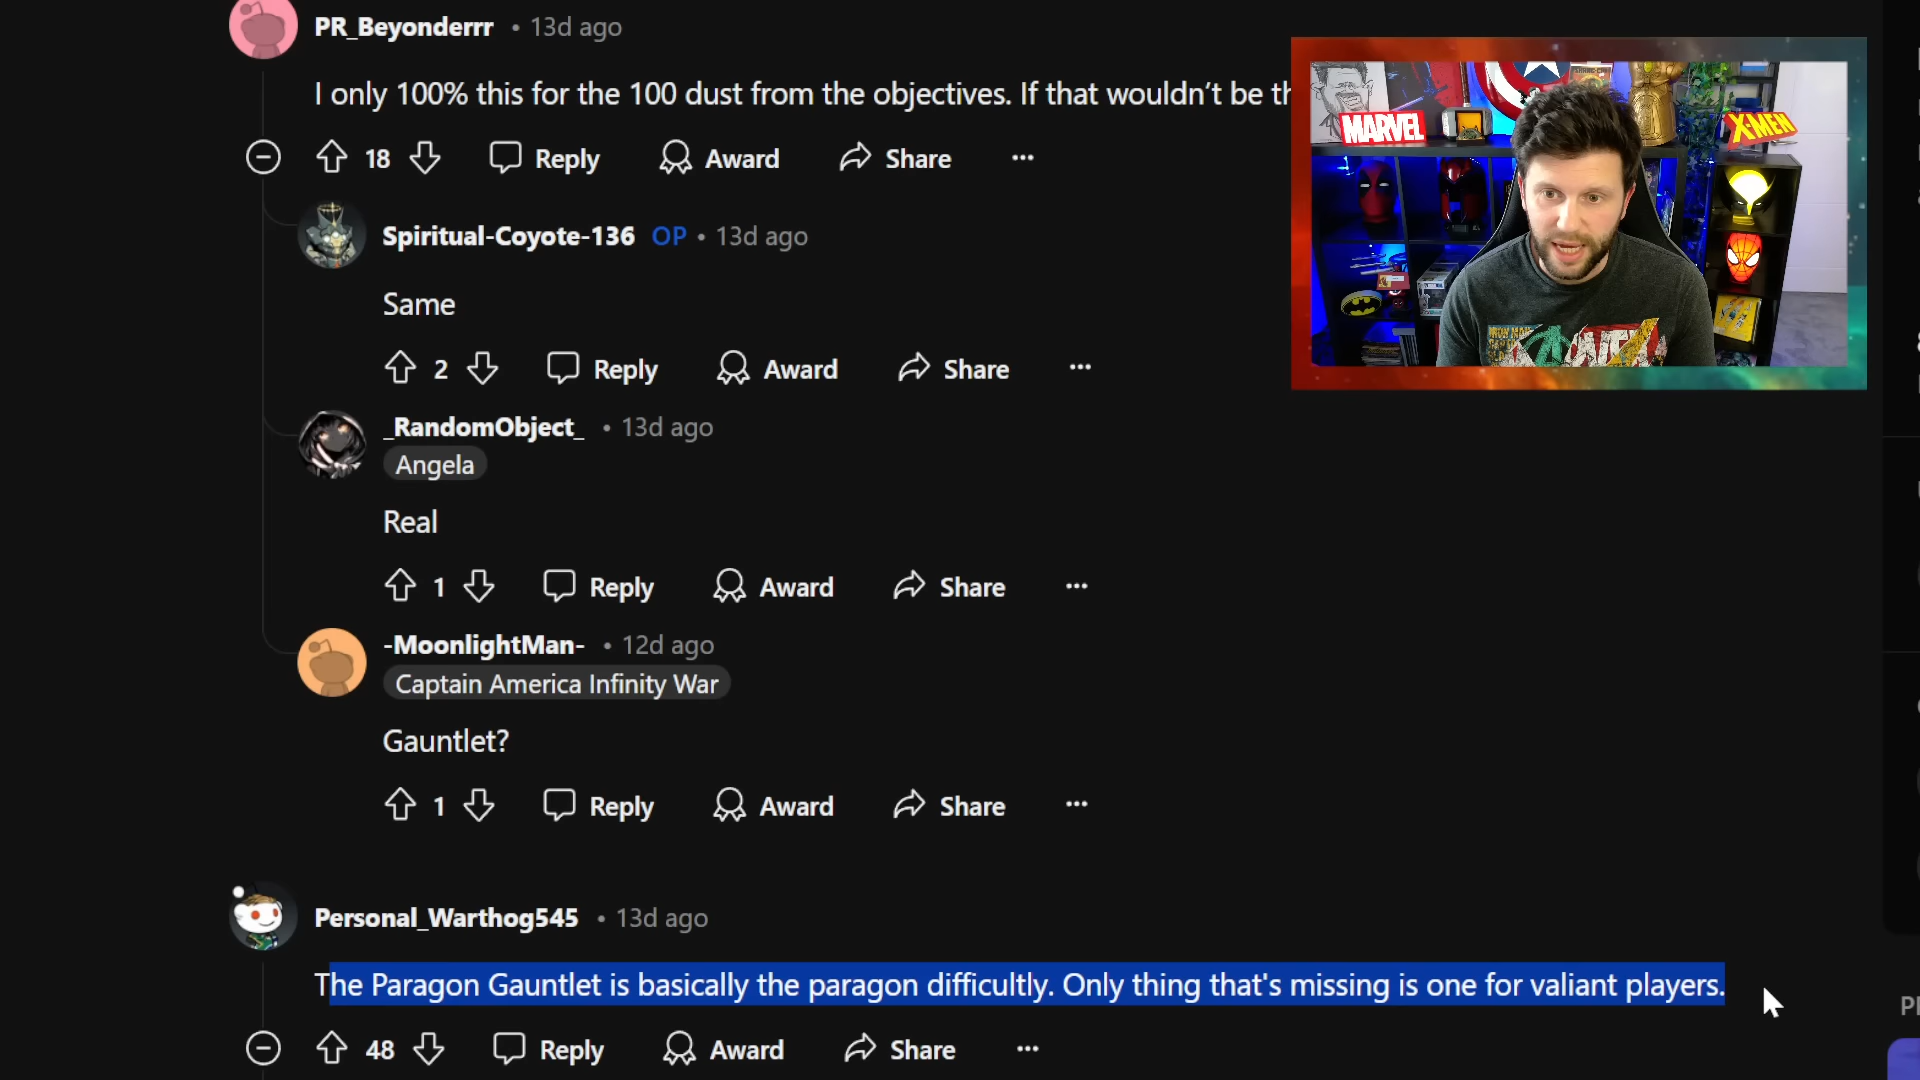 PR_Beyonderrr • 13d ago
I only 100% this for the 100 dust from the objectives. If that wouldn't be th
18 Reply Award Share
MARVEL
X-MEN
Spiritual-Coyote-136 OP • 13d ago
Same
2 Reply Award Share
_RandomObject_ • 13d ago
Angela
Real
1 Reply Award Share
-MoonlightMan- • 12d ago
Captain America Infinity War
Gauntlet?
1 Reply Award Share
Personal_Warthog545 • 13d ago
The Paragon Gauntlet is basically the paragon difficultly. Only thing that's missing is one for valiant players.
48 Reply Award Share